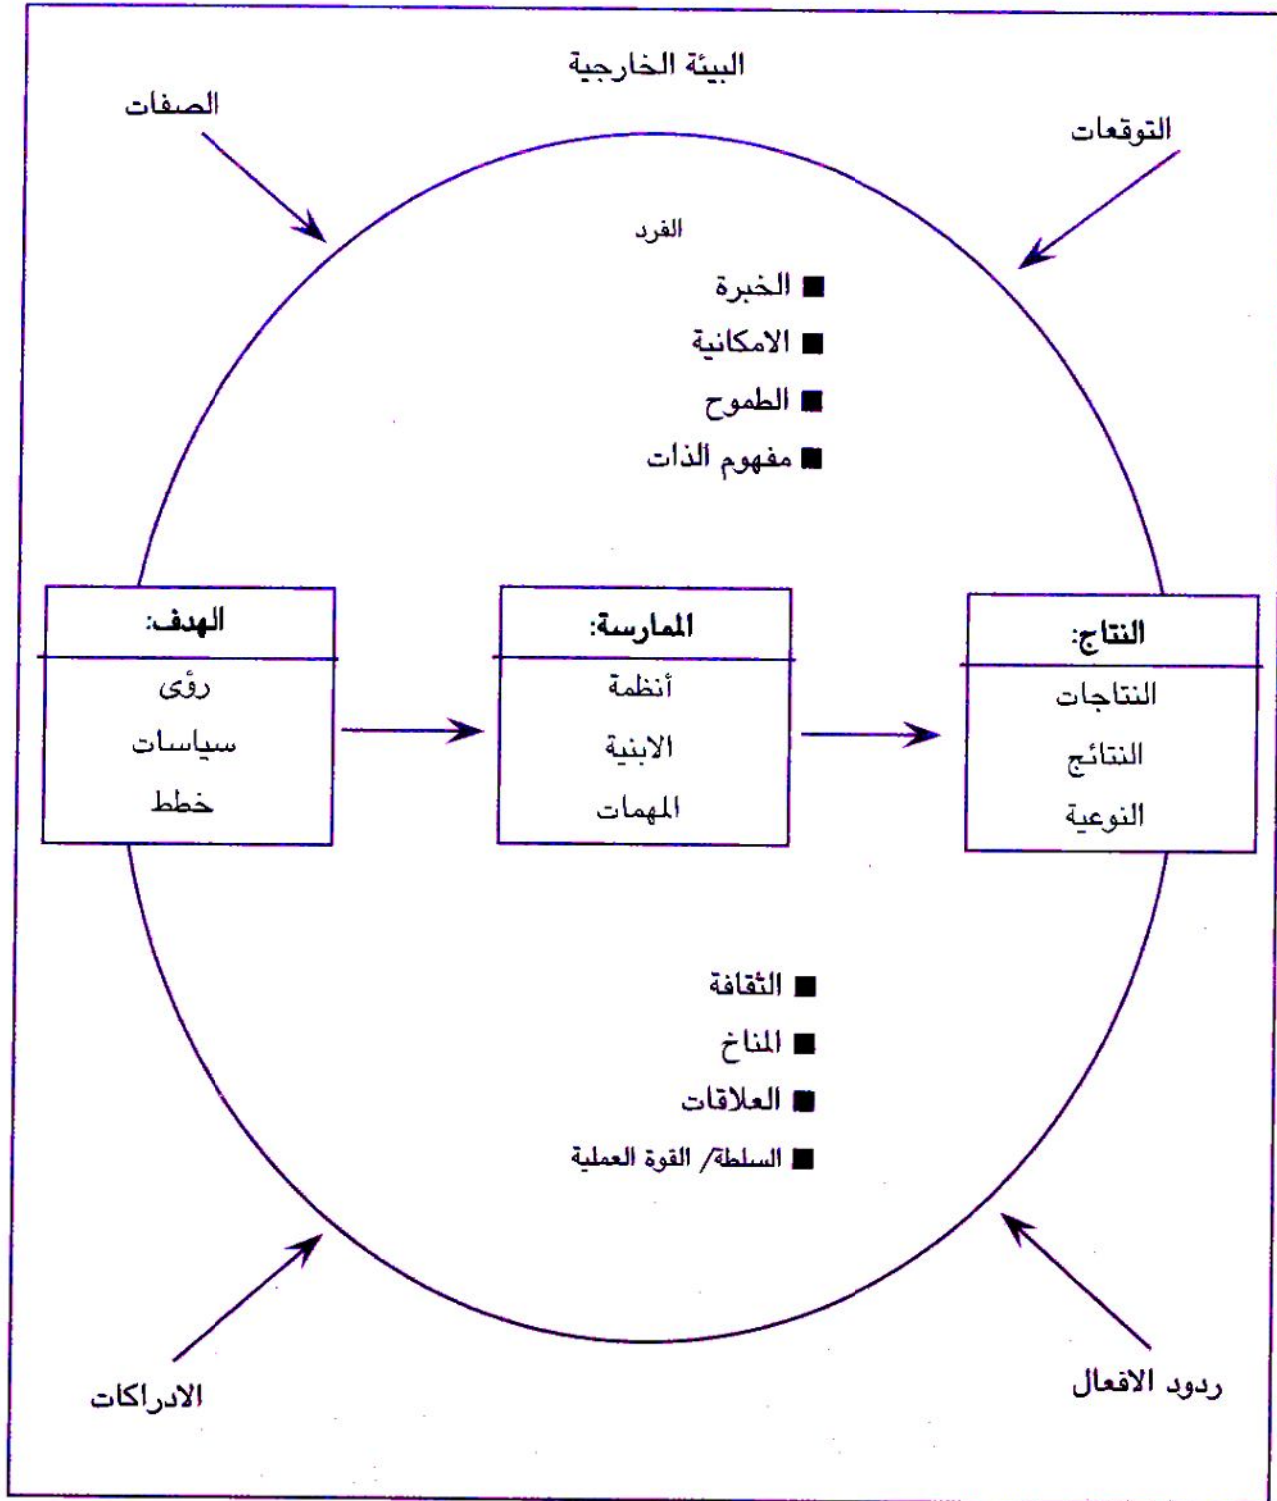 البيئة الخارجية
الصفات
التوقعات
الفرد
■ الخبرة
■ الامكانية
■ الطموح
■ مفهوم الذات
الهدف:
رؤى
سياسات
خطط
الممارسة:
أنظمة
الابنية
المهمات
النتاج:
النتاجات
النتائج
النوعية
■ الثقافة
■ المناخ
■ العلاقات
■ السلطة/ القوة العملية
الادراكات
ردود الافعال